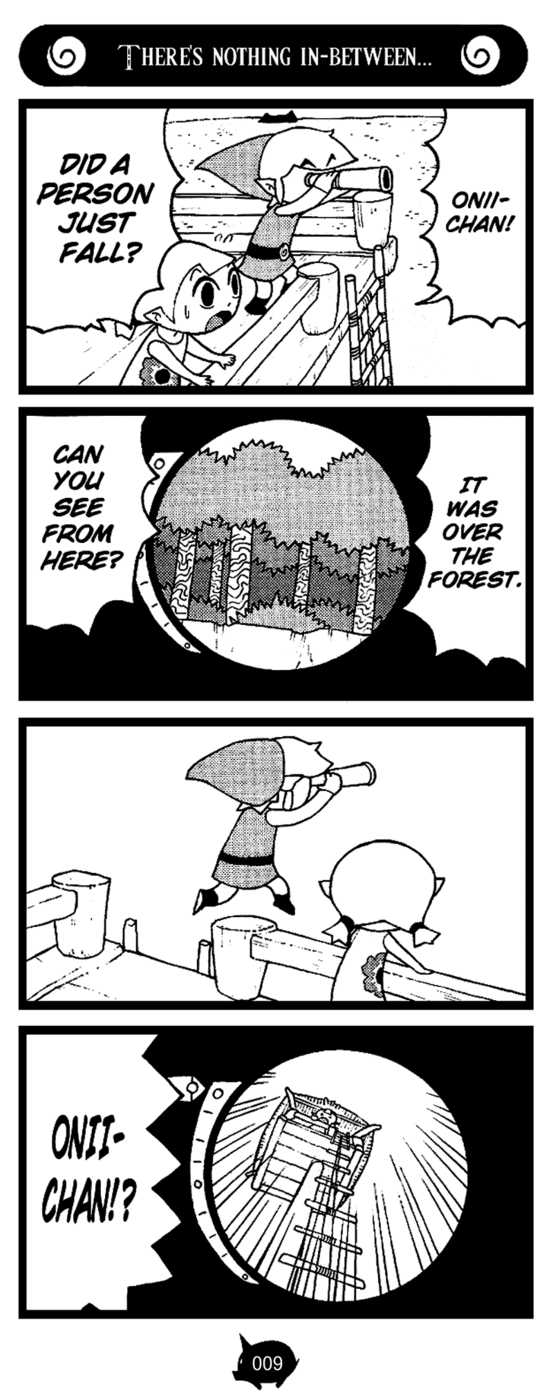 THERE'S NOTHING IN-BETWEEN...
ONII-
CHAN!
DID A
PERSON
JUST
FALL?
IT
WAS
OVER
THE
FOREST.
CAN
YOU
SEE
FROM
HERE?
ONII-
CHAN!?
009